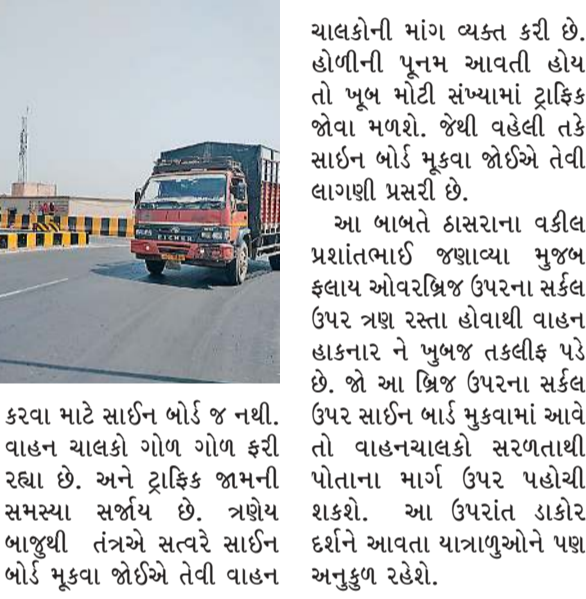 EICHER
કરવા માટે સાઈન બોર્ડ જ નથી.
વાહન ચાલકો ગોળ ગોળ ફરી
રહ્યા છે. અને ટ્રાફિક જામની
સમસ્યા સર્જાય છે. ત્રણેય
બાજુથી તંત્રએ સત્વરે સાઈન
બોર્ડ મૂકવા જોઈએ તેવી વાહન
ચાલકોની માંગ વ્યક્ત કરી છે.
હોળીની પૂનમ આવતી હોય
તો ખૂબ મોટી સંખ્યામાં ટ્રાફિક
જોવા મળશે. જેથી વહેલી તકે
સાઇન બોર્ડ મૂકવા જોઈએ તેવી
લાગણી પ્રસરી છે.
આ બાબતે ઠાસરાના વકીલ
પ્રશાંતભાઈ જણાવ્યા મુજબ
ફલાય ઓવરબ્રિજ ઉપરના સર્કલ
ઉપર ત્રણ રસ્તા હોવાથી વાહન
હાકનાર ને ખુબજ તકલીફ પડે
છે. જો આ બ્રિજ ઉપરના સર્કલ
ઉપર સાઈન બાર્ડ મુકવામાં આવે
તો વાહનચાલકો સરળતાથી
પોતાના માર્ગ ઉપર પહોચી
શકશે. આ ઉપરાંત ડાકોર
દર્શને આવતા યાત્રાળુઓને પણ
અનુકુળ રહેશે.